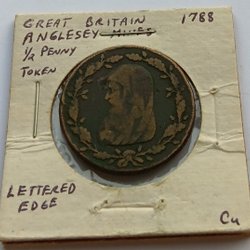 GREAT BRITAIN 1788
ANGLESEY MINES
1/2 PENNY
TOKEN
LETTERED
EDGE
Cu